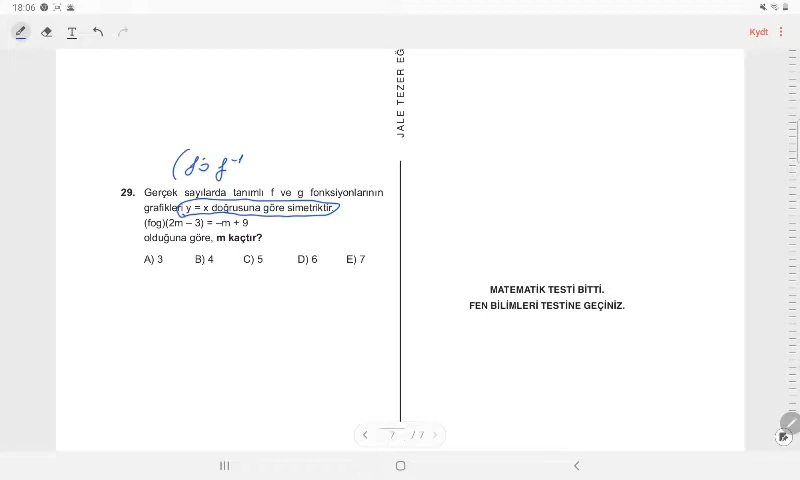 18:06
T
Kydt
JALE TEZER EĞ
(fof⁻¹
29. Gerçek sayılarda tanımlı f ve g fonksiyonlarının
grafikleri y = x doğrusuna göre simetriktir.
(fog)(2m – 3) = –m + 9
olduğuna göre, m kaçtır?
A) 3 B) 4 C) 5 D) 6 E) 7
MATEMATİK TESTİ BİTTİ.
FEN BİLİMLERİ TESTİNE GEÇİNİZ.
7 / 7